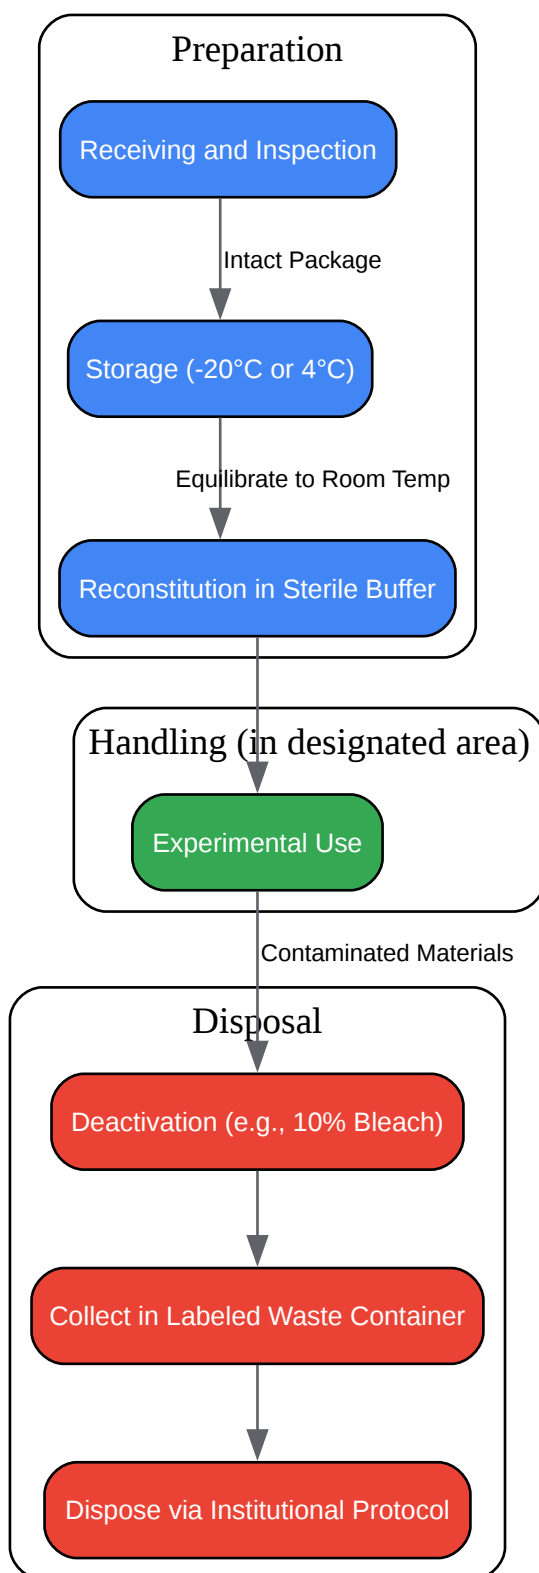 Preparation
Receiving and Inspection
Intact Package
Storage (-20°C or 4°C)
Equilibrate to Room Temp
Reconstitution in Sterile Buffer
Handling (in designated area)
Experimental Use
Contaminated Materials
Disposal
Deactivation (e.g., 10% Bleach)
Collect in Labeled Waste Container
Dispose via Institutional Protocol